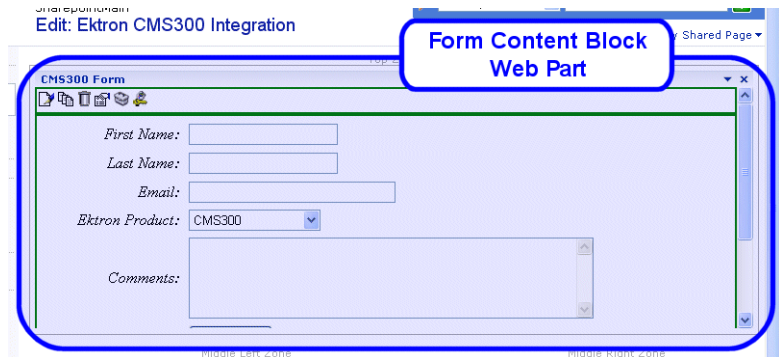 SharepointMain
Edit: Ektron CMS300 Integration
Form Content Block
Web Part
Shared Page
CMS300 Form
First Name:
Last Name:
Email:
Ektron Product: CMS300
Comments:
Middle Left Zone
Middle Right Zone